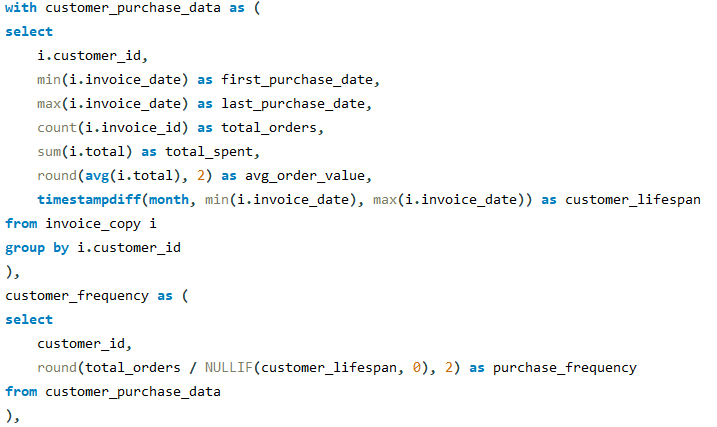 with customer_purchase_data as (
select
    i.customer_id,
    min(i.invoice_date) as first_purchase_date,
    max(i.invoice_date) as last_purchase_date,
    count(i.invoice_id) as total_orders,
    sum(i.total) as total_spent,
    round(avg(i.total), 2) as avg_order_value,
    timestampdiff(month, min(i.invoice_date), max(i.invoice_date)) as customer_lifespan
from invoice_copy i
group by i.customer_id
),
customer_frequency as (
select
    customer_id,
    round(total_orders / NULLIF(customer_lifespan, 0), 2) as purchase_frequency
from customer_purchase_data
),